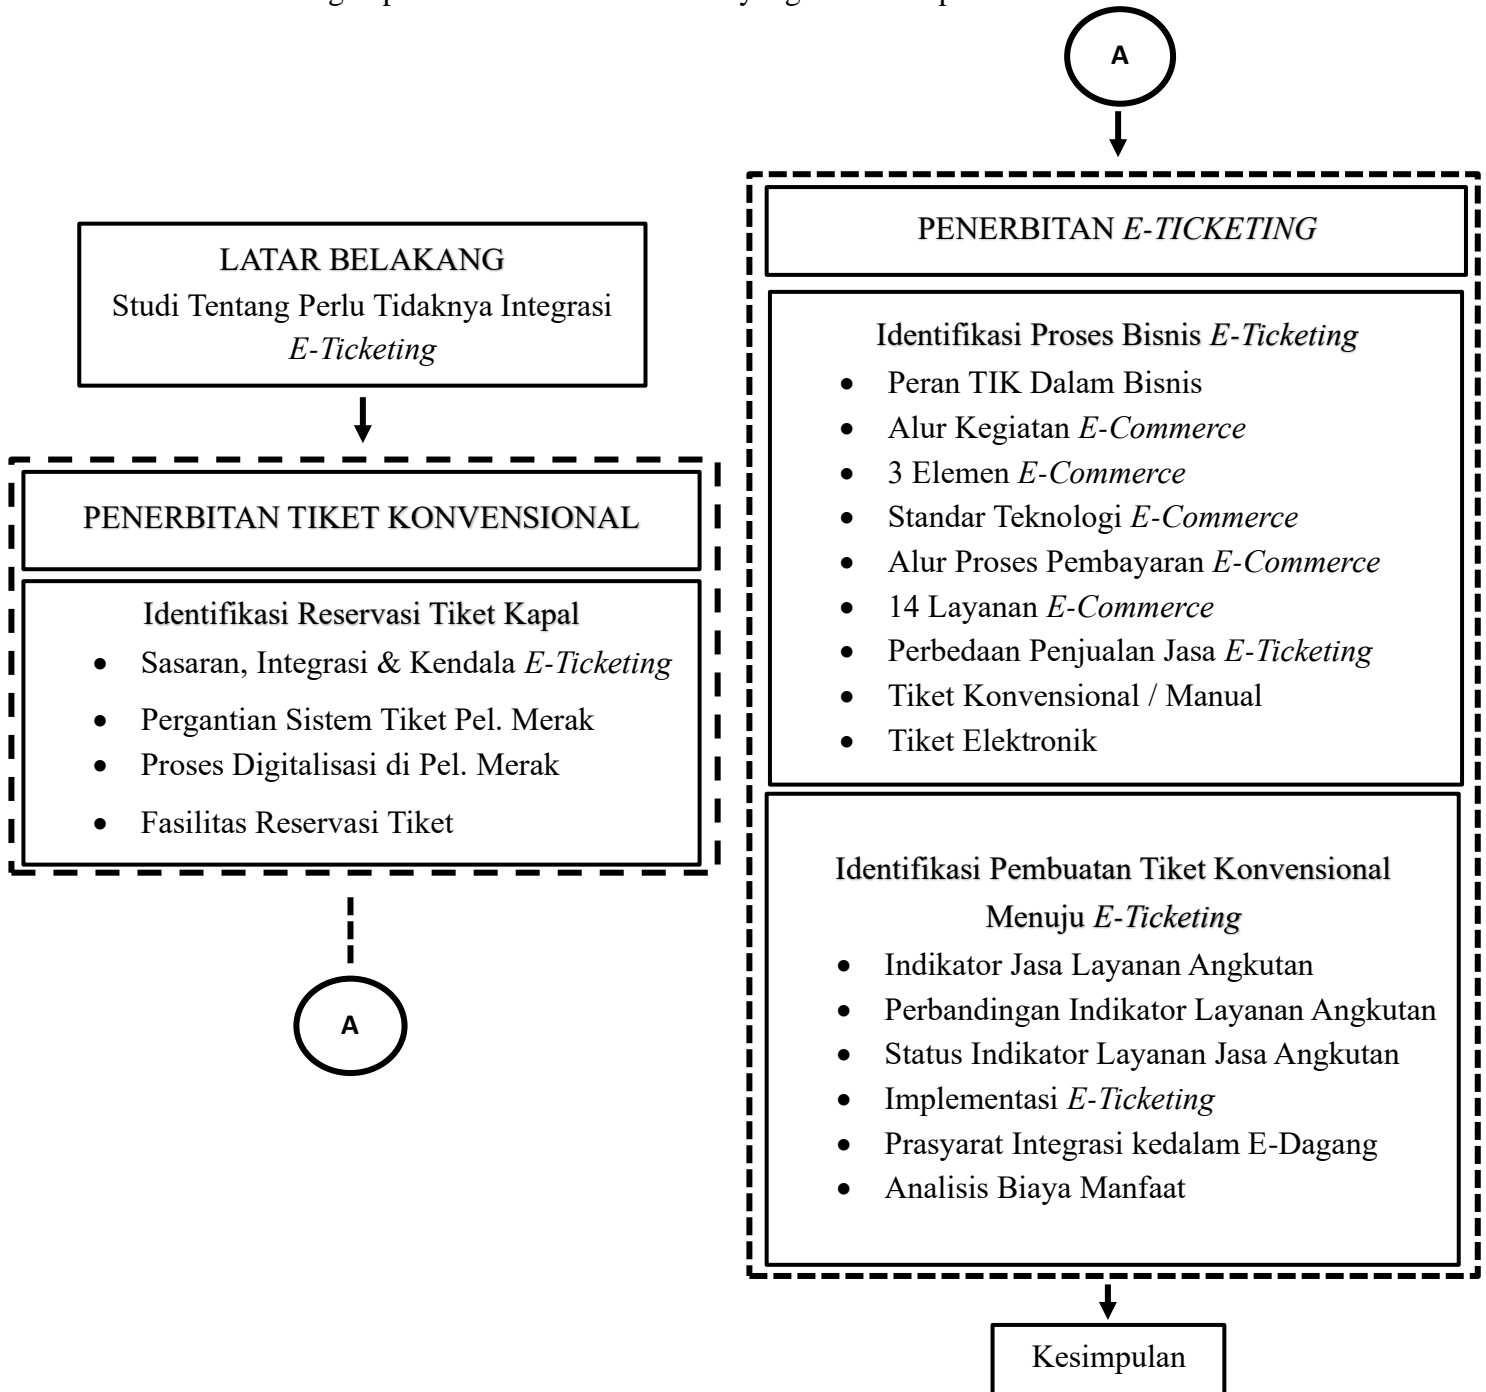 LATAR BELAKANG
Studi Tentang Perlu Tidaknya Integrasi
E-Ticketing
PENERBITAN TIKET KONVENSIONAL
Identifikasi Reservasi Tiket Kapal
• Sasaran, Integrasi & Kendala E-Ticketing
• Pergantian Sistem Tiket Pel. Merak
• Proses Digitalisasi di Pel. Merak
• Fasilitas Reservasi Tiket
A
A
PENERBITAN E-TICKETING
Identifikasi Proses Bisnis E-Ticketing
• Peran TIK Dalam Bisnis
• Alur Kegiatan E-Commerce
• 3 Elemen E-Commerce
• Standar Teknologi E-Commerce
• Alur Proses Pembayaran E-Commerce
• 14 Layanan E-Commerce
• Perbedaan Penjualan Jasa E-Ticketing
• Tiket Konvensional / Manual
• Tiket Elektronik
Identifikasi Pembuatan Tiket Konvensional
Menuju E-Ticketing
• Indikator Jasa Layanan Angkutan
• Perbandingan Indikator Layanan Angkutan
• Status Indikator Layanan Jasa Angkutan
• Implementasi E-Ticketing
• Prasyarat Integrasi kedalam E-Dagang
• Analisis Biaya Manfaat
Kesimpulan